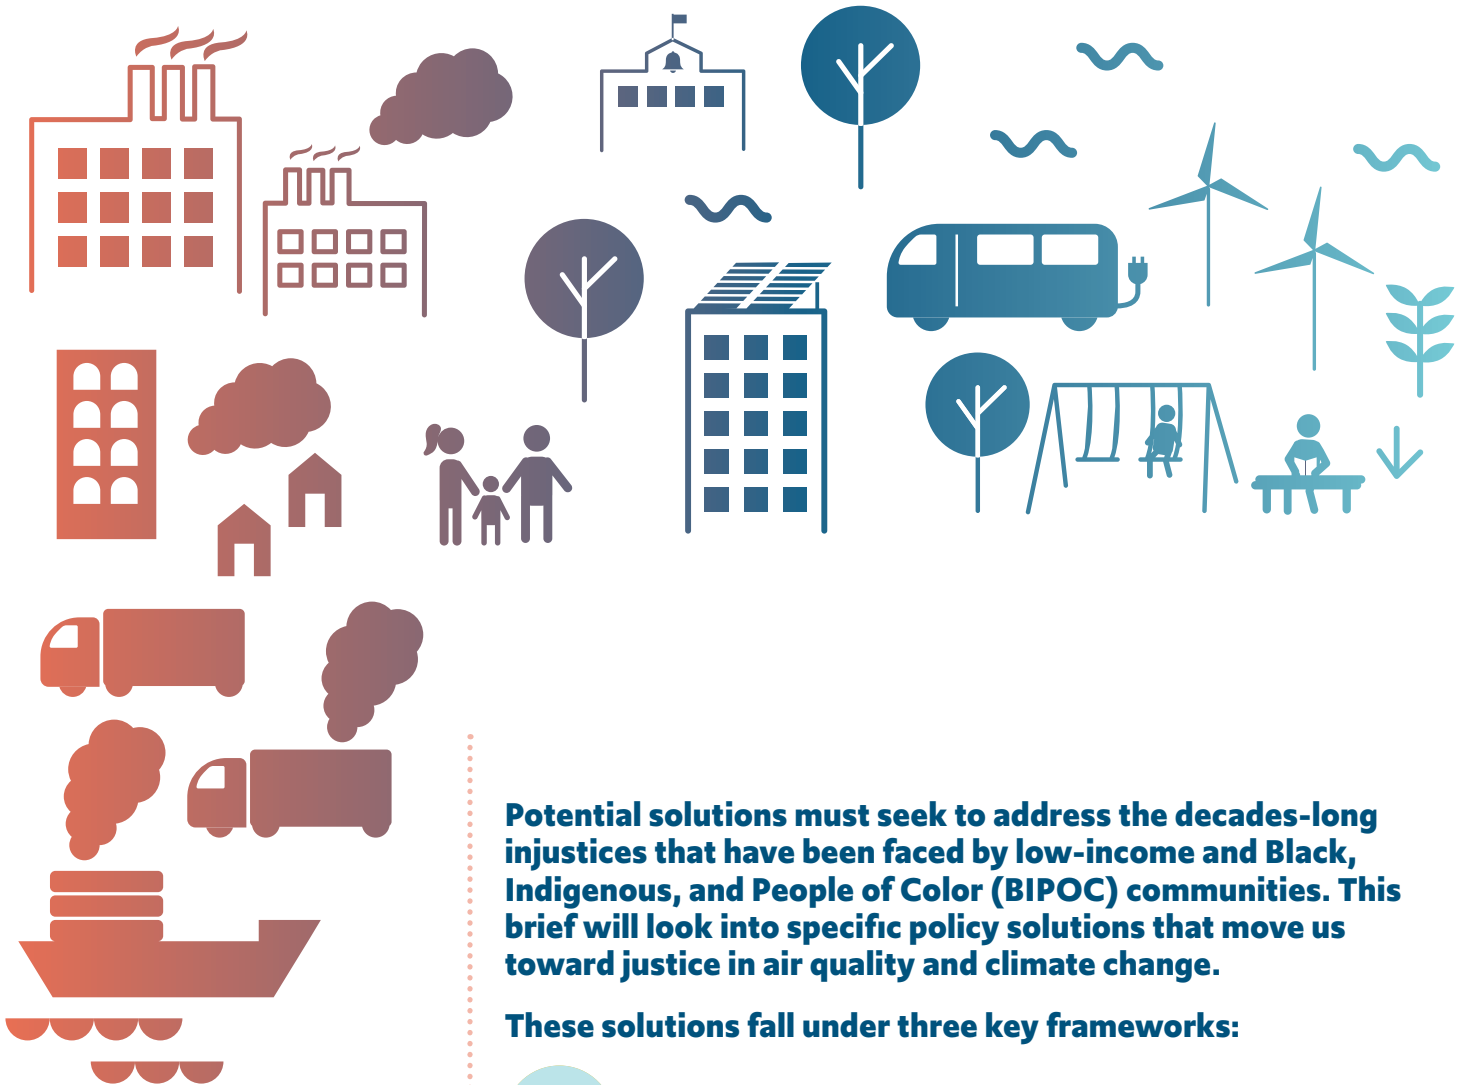 Potential solutions must seek to address the decades-long
injustices that have been faced by low-income and Black,
Indigenous, and People of Color (BIPOC) communities. This
brief will look into specific policy solutions that move us
toward justice in air quality and climate change.
These solutions fall under three key frameworks: